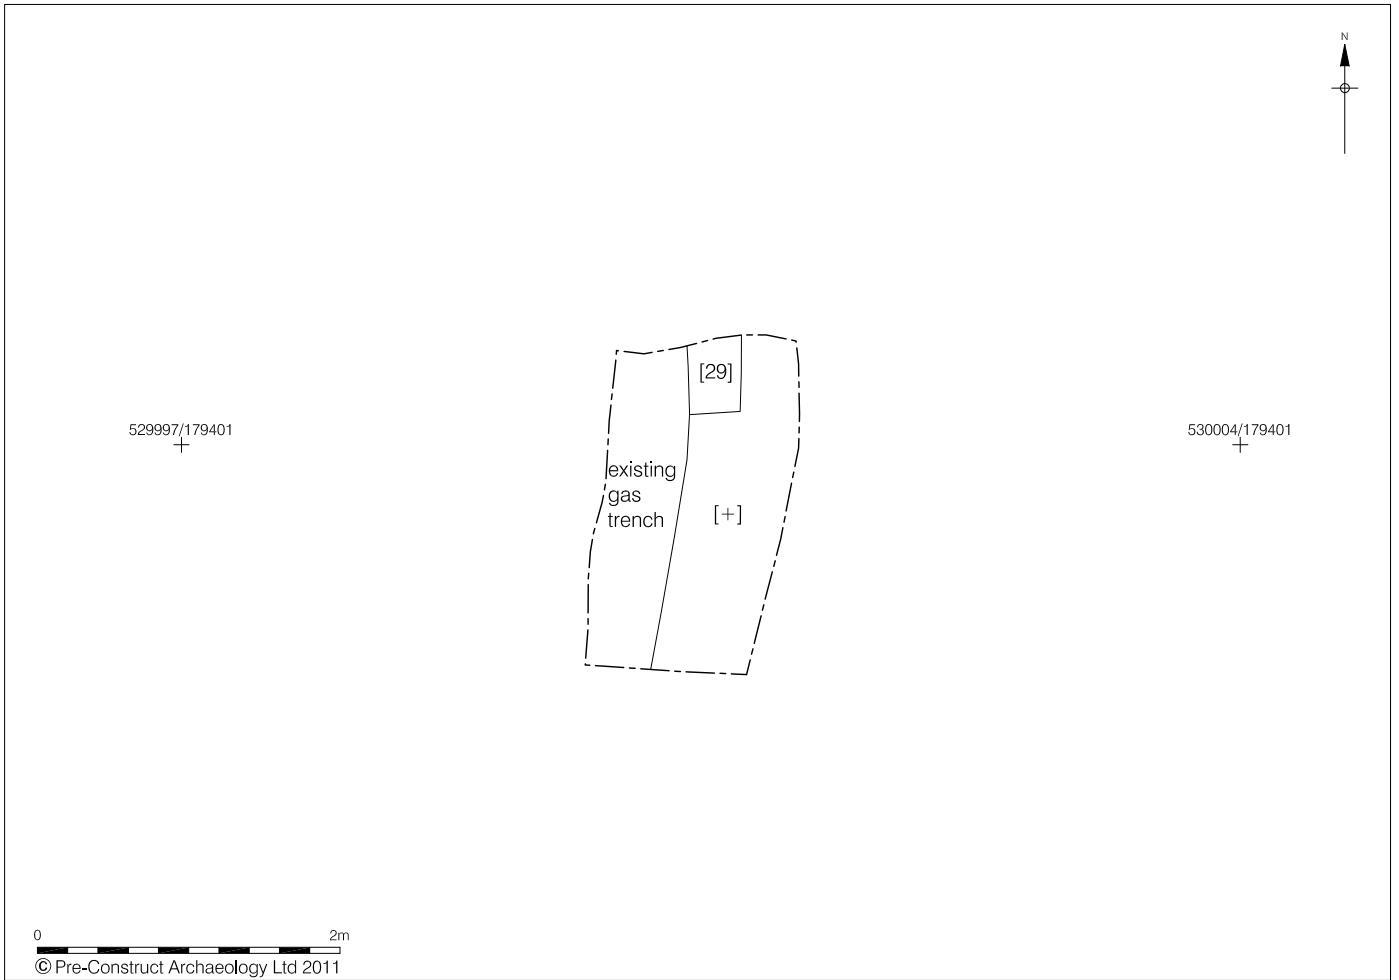 N
[29]
529997/179401
530004/179401
existing
gas
trench
[+]
0 2m
© Pre-Construct Archaeology Ltd 2011